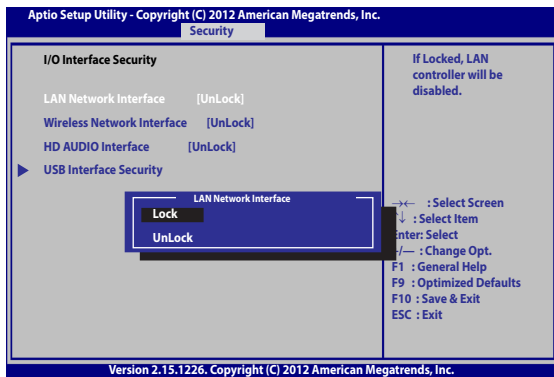 Aptio Setup Utility - Copyright (C) 2012 American Megatrends, Inc.
Security
I/O Interface Security
LAN Network Interface [UnLock]
Wireless Network Interface [UnLock]
HD AUDIO Interface [UnLock]
USB Interface Security
LAN Network Interface
Lock
UnLock
If Locked, LAN
controller will be
disabled.
→← : Select Screen
↓ : Select Item
nter: Select
/— : Change Opt.
F1 : General Help
F9 : Optimized Defaults
F10 : Save & Exit
ESC : Exit
Version 2.15.1226. Copyright (C) 2012 American Megatrends, Inc.